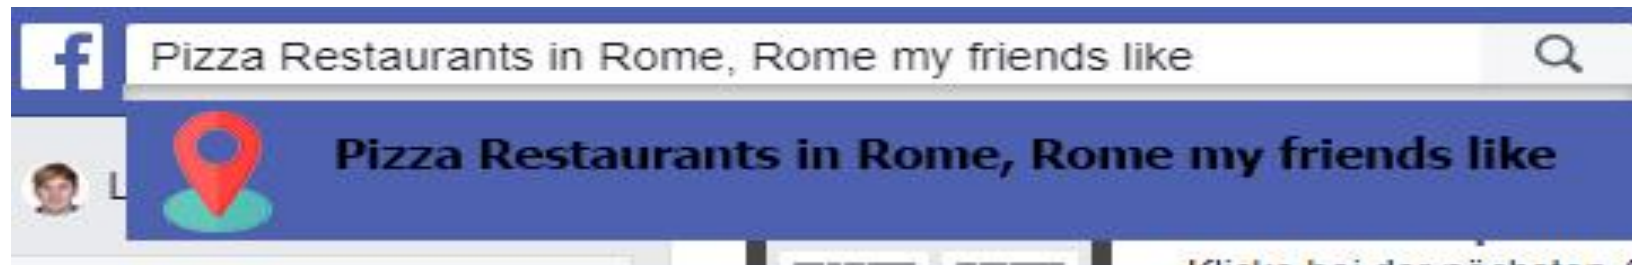 f Pizza Restaurants in Rome, Rome my friends like
Pizza Restaurants in Rome, Rome my friends like
L